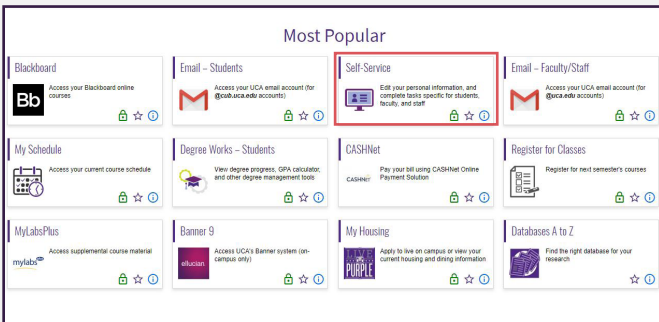 Most Popular
Blackboard
Bb
Access your Blackboard online
courses
Email – Students
Access your UCA email account (for
@cub.uca.edu accounts)
Self-Service
Edit your personal information, and
complete tasks specific for students,
faculty, and staff
Email – Faculty/Staff
Access your UCA email account (for
@uca.edu accounts)
My Schedule
Access your current course schedule
Degree Works – Students
View degree progress, GPA calculator,
and other degree management tools
CASHNet
CASHNet
Pay your bill using CASHNet Online
Payment Solution
Register for Classes
Register for next semester's courses
MyLabsPlus
mylabs
Access supplemental course material
Banner 9
ellucian
Access UCA's Banner system (on-
campus only)
My Housing
LIVE
PURPLE
Apply to live on campus or view your
current housing and dining information
Databases A to Z
Find the right database for your
research